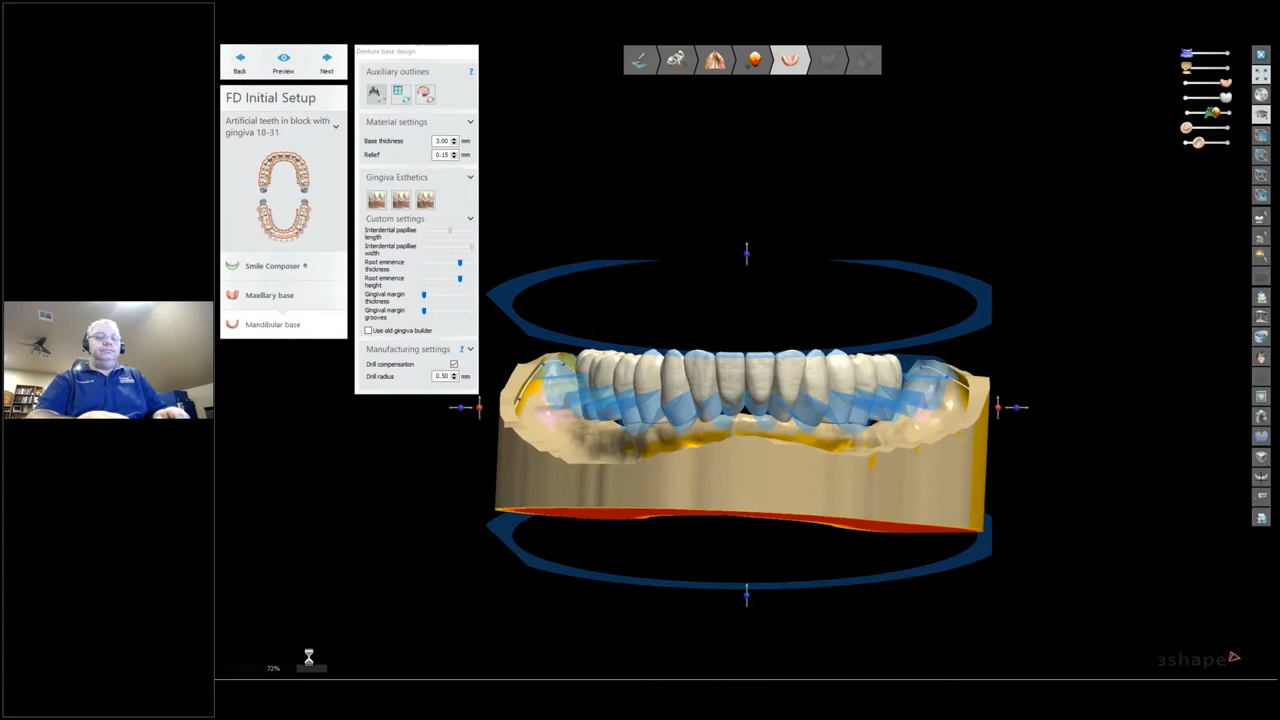 Back
Preview
Next
FD Initial Setup
Artificial teeth in block with
gingiva 18-31
Smile Composer ®
Maxillary base
Mandibular base
Denture base design
Auxiliary outlines
?
Material settings
Base thickness 3.00 mm
Relief 0.15 mm
Gingiva Esthetics
Custom settings
Interdental papillae
length
Interdental papillae
width
Root eminence
thickness
Root eminence
height
Gingival margin
thickness
Gingival margin
grooves
Use old gingiva builder
Manufacturing settings ?
Drill compensation
Drill radius 0.50 mm
72%
3shape